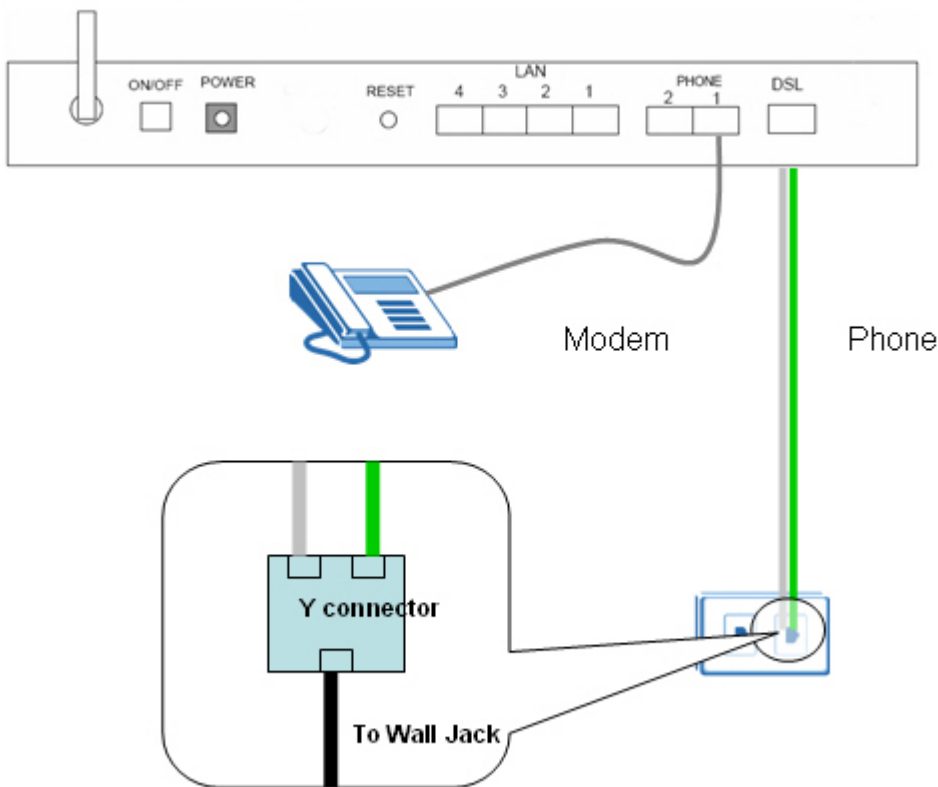 ON/OFF
POWER
RESET
LAN
4 3 2 1
PHONE
2 1
DSL
Modem
Phone
Y connector
To Wall Jack